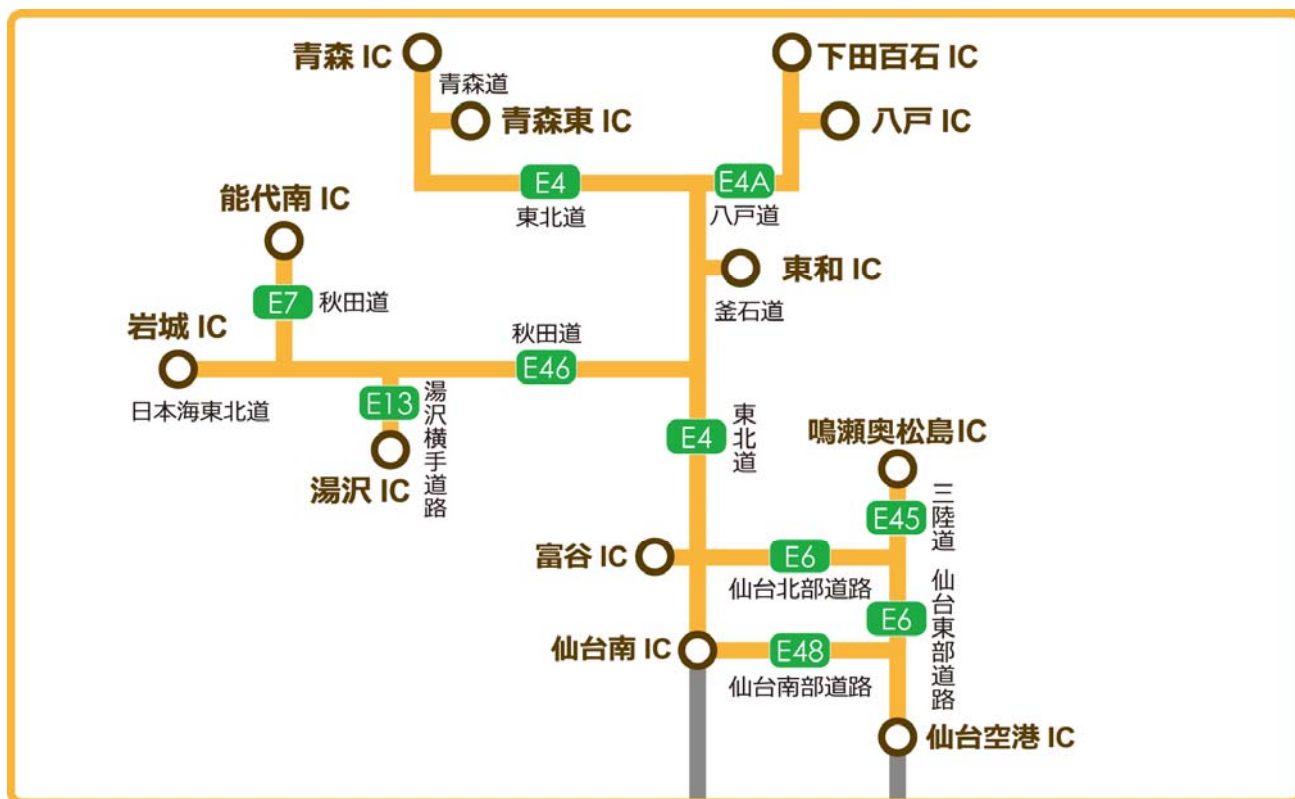 青森 IC
下田百石 IC
青森道
青森東 IC
八戸 IC
E4
E4A
東北道
八戸道
能代南 IC
東和 IC
E7
秋田道
釜石道
岩城 IC
秋田道
E46
日本海東北道
E13
湯沢横手道路
湯沢 IC
E4
東北道
鳴瀬奥松島IC
E45
三陸道
富谷 IC
E6
仙台北部道路
E6
仙台東部道路
仙台南 IC
E48
仙台南部道路
仙台空港 IC